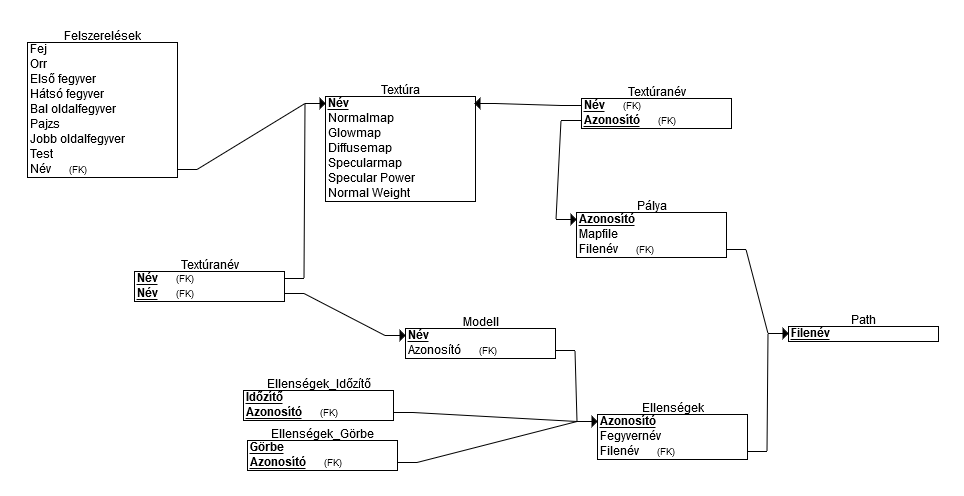 Felszerelések
Fej
Orr
Első fegyver
Hátsó fegyver
Bal oldalfegyver
Pajzs
Jobb oldalfegyver
Test
Név (FK)
Textúra
Név
Normalmap
Glowmap
Diffusemap
Specularmap
Specular Power
Normal Weight
Textúranév
Név (FK)
Azonosító (FK)
Pálya
Azonosító
Mapfile
Filenév (FK)
Textúranév
Név (FK)
Név (FK)
Modell
Név
Azonosító (FK)
Path
Filenév
Ellenségek_Időzítő
Időzítő
Azonosító (FK)
Ellenségek_Görbe
Görbe
Azonosító (FK)
Ellenségek
Azonosító
Fegyvernév
Filenév (FK)